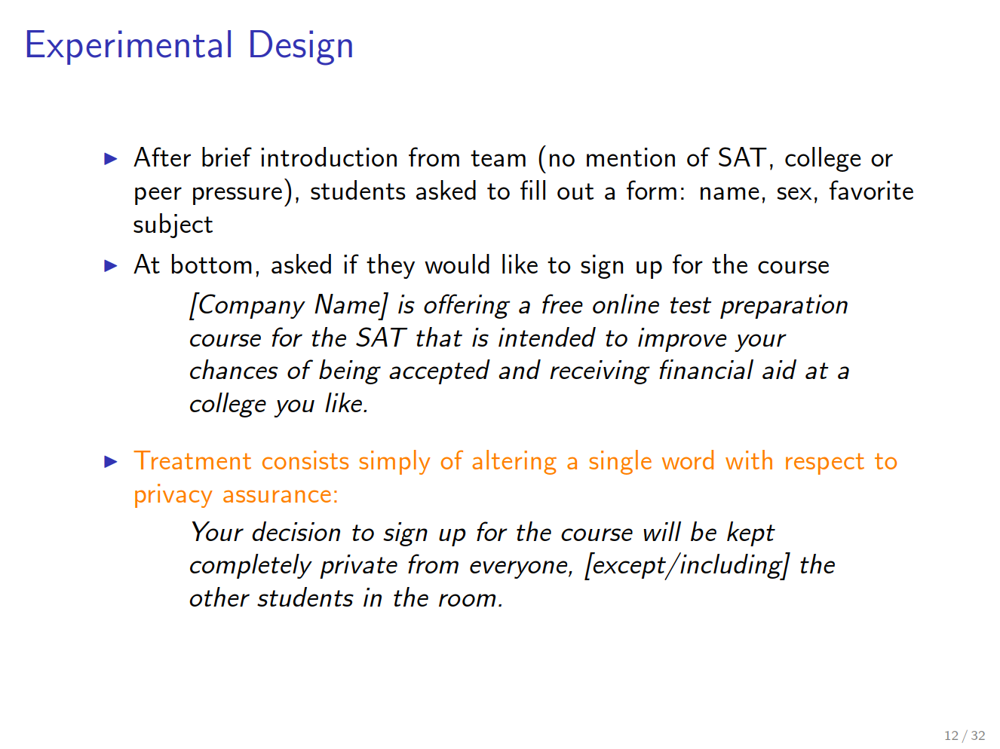 Experimental Design
After brief introduction from team (no mention of SAT, college or
peer pressure), students asked to fill out a form: name, sex, favorite
subject
At bottom, asked if they would like to sign up for the course
[Company Name] is offering a free online test preparation
course for the SAT that is intended to improve your
chances of being accepted and receiving financial aid at a
college you like.
Treatment consists simply of altering a single word with respect to
privacy assurance:
Your decision to sign up for the course will be kept
completely private from everyone, [except/including] the
other students in the room.
12 / 32